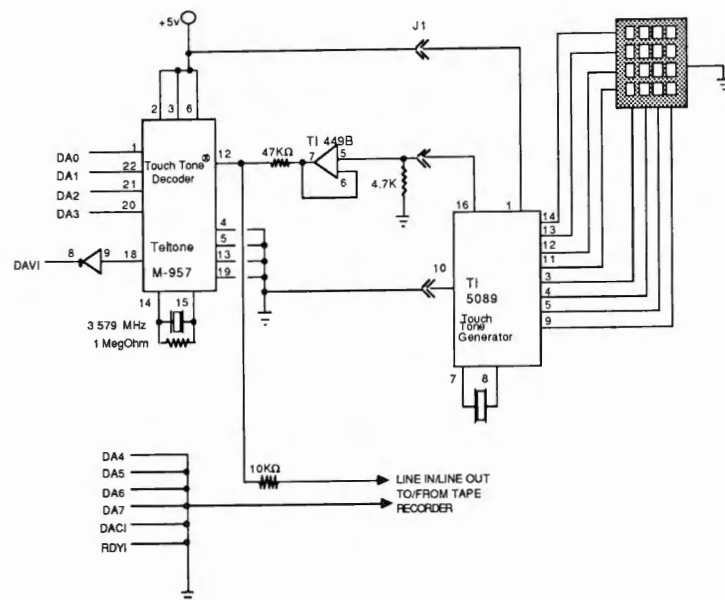 +5v
J1
2 3 6
DA0
1
DA1
22
DA2
21
DA3
20
Touch Tone®
Decoder
12
47KΩ
TI 449B
7
5
6
4.7K
4
5
13
19
DAVI
8
9
18
Teltone
M-957
14
15
3 579 MHz
1 MegOhm
16
1
10
TI
5089
Touch
Tone
Generator
14
13
12
11
3
4
5
9
7
8
DA4
DA5
DA6
DA7
DACI
RDYI
10KΩ
LINE IN/LINE OUT
TO/FROM TAPE
RECORDER